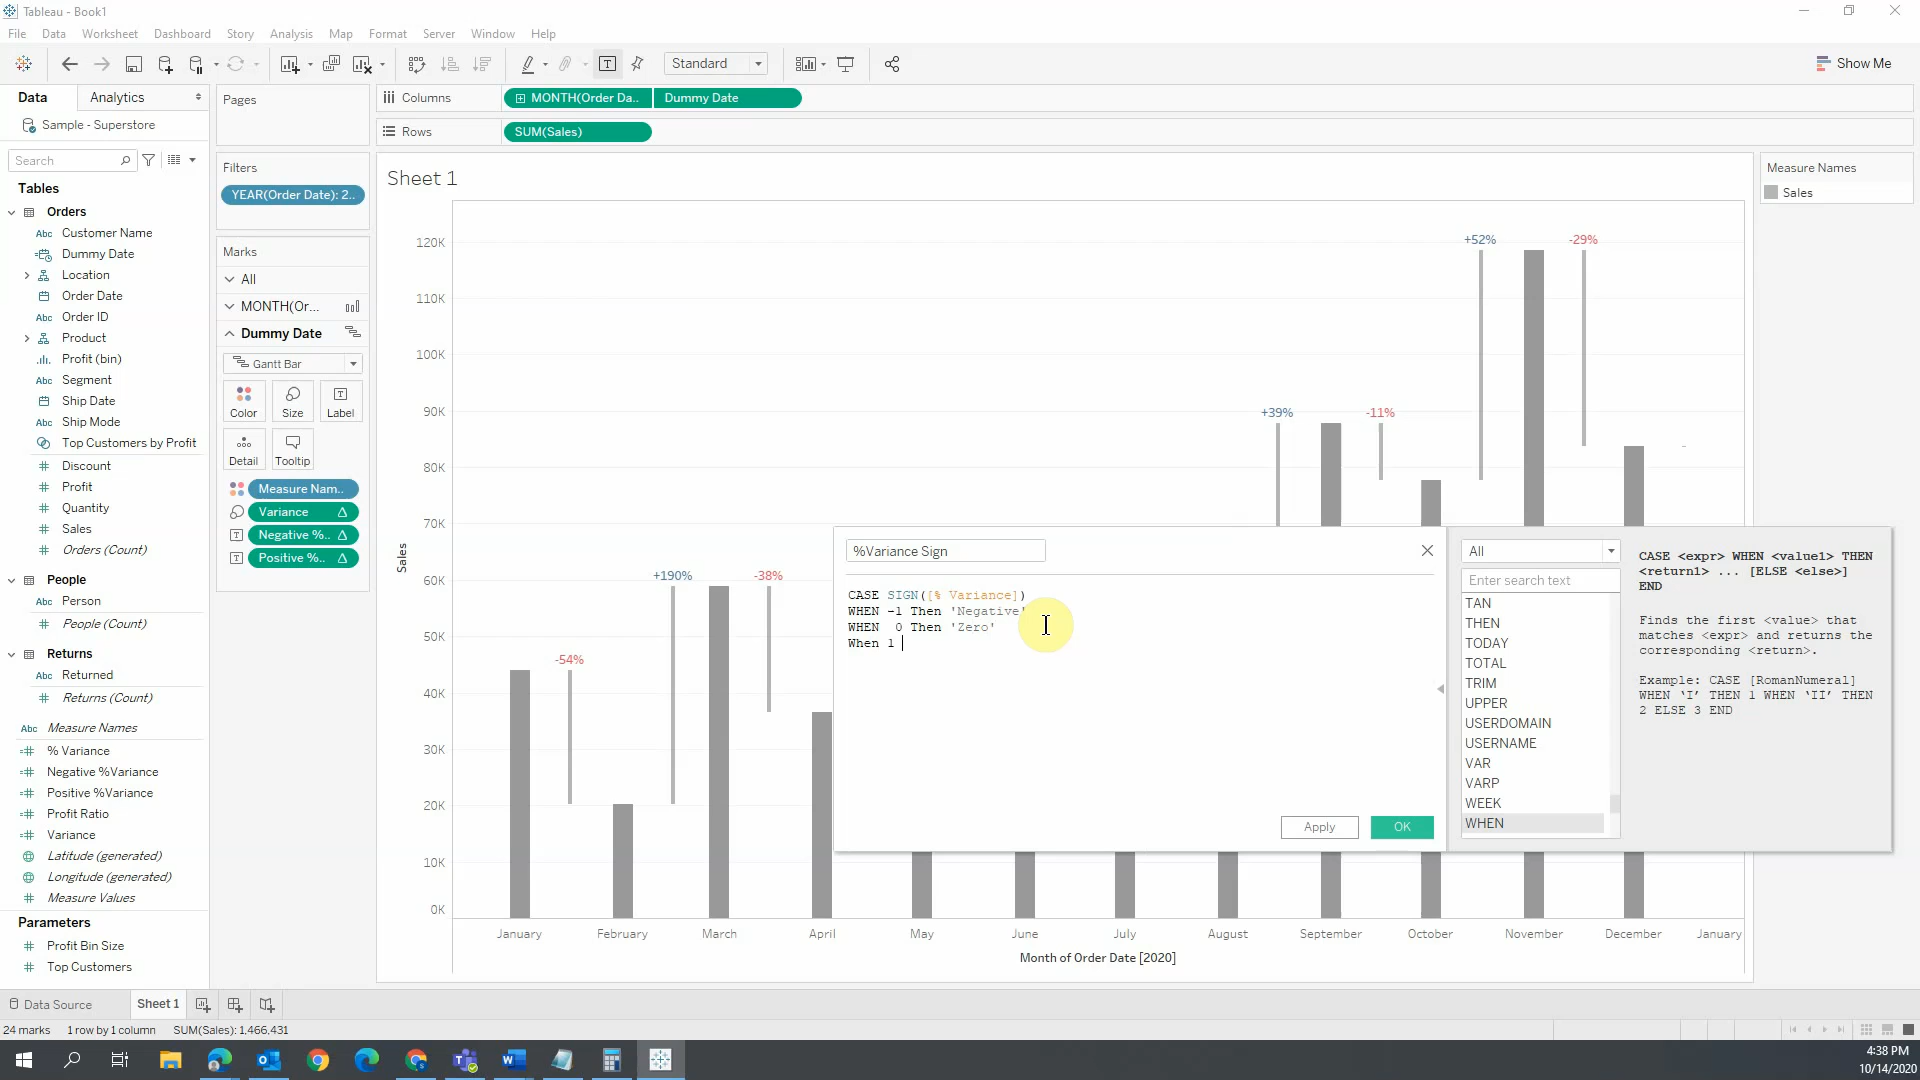 Tableau - Book1
File Data Worksheet Dashboard Story Analysis Map Format Server Window Help
Standard
Show Me
Data Analytics
Sample - Superstore
Search
Tables
Orders
Customer Name
Dummy Date
Location
Order Date
Order ID
Product
Profit (bin)
Segment
Ship Date
Ship Mode
Top Customers by Profit
Discount
Profit
Quantity
Sales
Orders (Count)
People
Person
People (Count)
Returns
Returned
Returns (Count)
Measure Names
% Variance
Negative %Variance
Positive %Variance
Profit Ratio
Variance
Latitude (generated)
Longitude (generated)
Measure Values
Parameters
Profit Bin Size
Top Customers
Pages
Filters
YEAR(Order Date): 2..
Marks
All
MONTH(Or...
Dummy Date
Gantt Bar
Color Size Label
Detail Tooltip
Measure Nam..
Variance
Negative %..
Positive %..
Columns
MONTH(Order Da.. Dummy Date
Rows
SUM(Sales)
Sheet 1
Sales
120K
110K
100K
90K
80K
70K
60K
50K
40K
30K
20K
10K
0K
-54%
+190%
-38%
+39%
-11%
+52%
-29%
January February March April May June July August September October November December January
Month of Order Date [2020]
Measure Names
Sales
%Variance Sign
CASE SIGN([% Variance])
WHEN -1 Then 'Negative'
WHEN 0 Then 'Zero'
When 1
Apply OK
All
Enter search text
TAN
THEN
TODAY
TOTAL
TRIM
UPPER
USERDOMAIN
USERNAME
VAR
VARP
WEEK
WHEN
CASE <expr> WHEN <value1> THEN
<return1> ... [ELSE <else>]
END
Finds the first <value> that
matches <expr> and returns the
corresponding <return>.
Example: CASE [RomanNumeral]
WHEN ‘I’ THEN 1 WHEN ‘II’ THEN
2 ELSE 3 END
Data Source Sheet 1
24 marks 1 row by 1 column SUM(Sales): 1,466,431
4:38 PM
10/14/2020